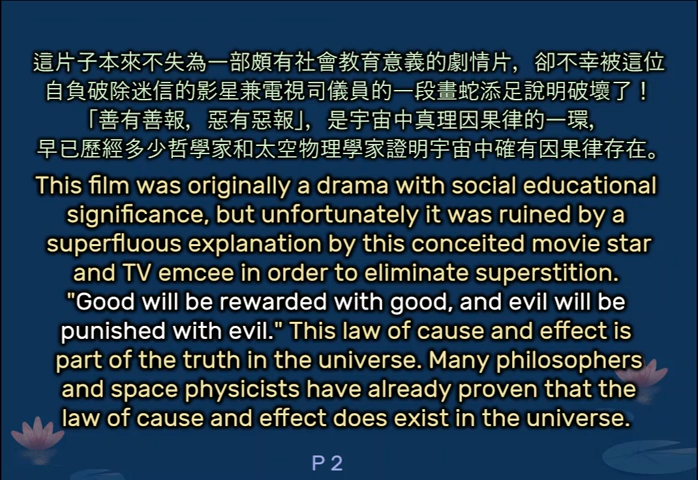 這片子本來不失為一部頗有社會教育意義的劇情片，卻不幸被這位
自負破除迷信的影星兼電視司儀員的一段畫蛇添足說明破壞了！
「善有善報，惡有惡報」，是宇宙中真理因果律的一環，
早已歷經多少哲學家和太空物理學家證明宇宙中確有因果律存在。
This film was originally a drama with social educational
significance, but unfortunately it was ruined by a
superfluous explanation by this conceited movie star
and TV emcee in order to eliminate superstition.
"Good will be rewarded with good, and evil will be
punished with evil." This law of cause and effect is
part of the truth in the universe. Many philosophers
and space physicists have already proven that the
law of cause and effect does exist in the universe.
P 2